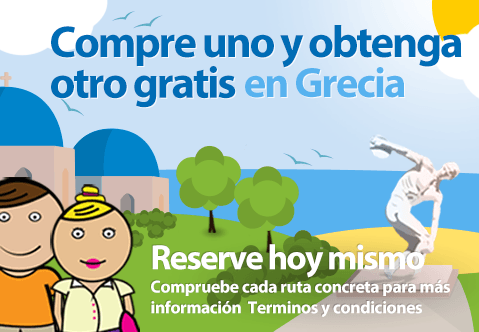 Compre uno y obtenga
otro gratis en Grecia
Reserve hoy mismo
Compruebe cada ruta concreta para más
información Terminos y condiciones